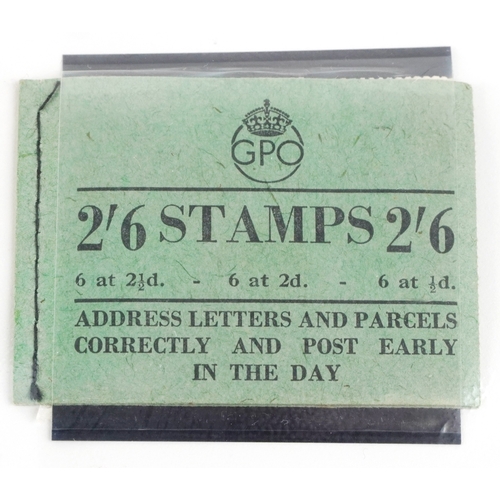 GPO
2'6 STAMPS 2'6
6 at 2½d. - 6 at 2d. - 6 at ½d.
ADDRESS LETTERS AND PARCELS
CORRECTLY AND POST EARLY
IN THE DAY